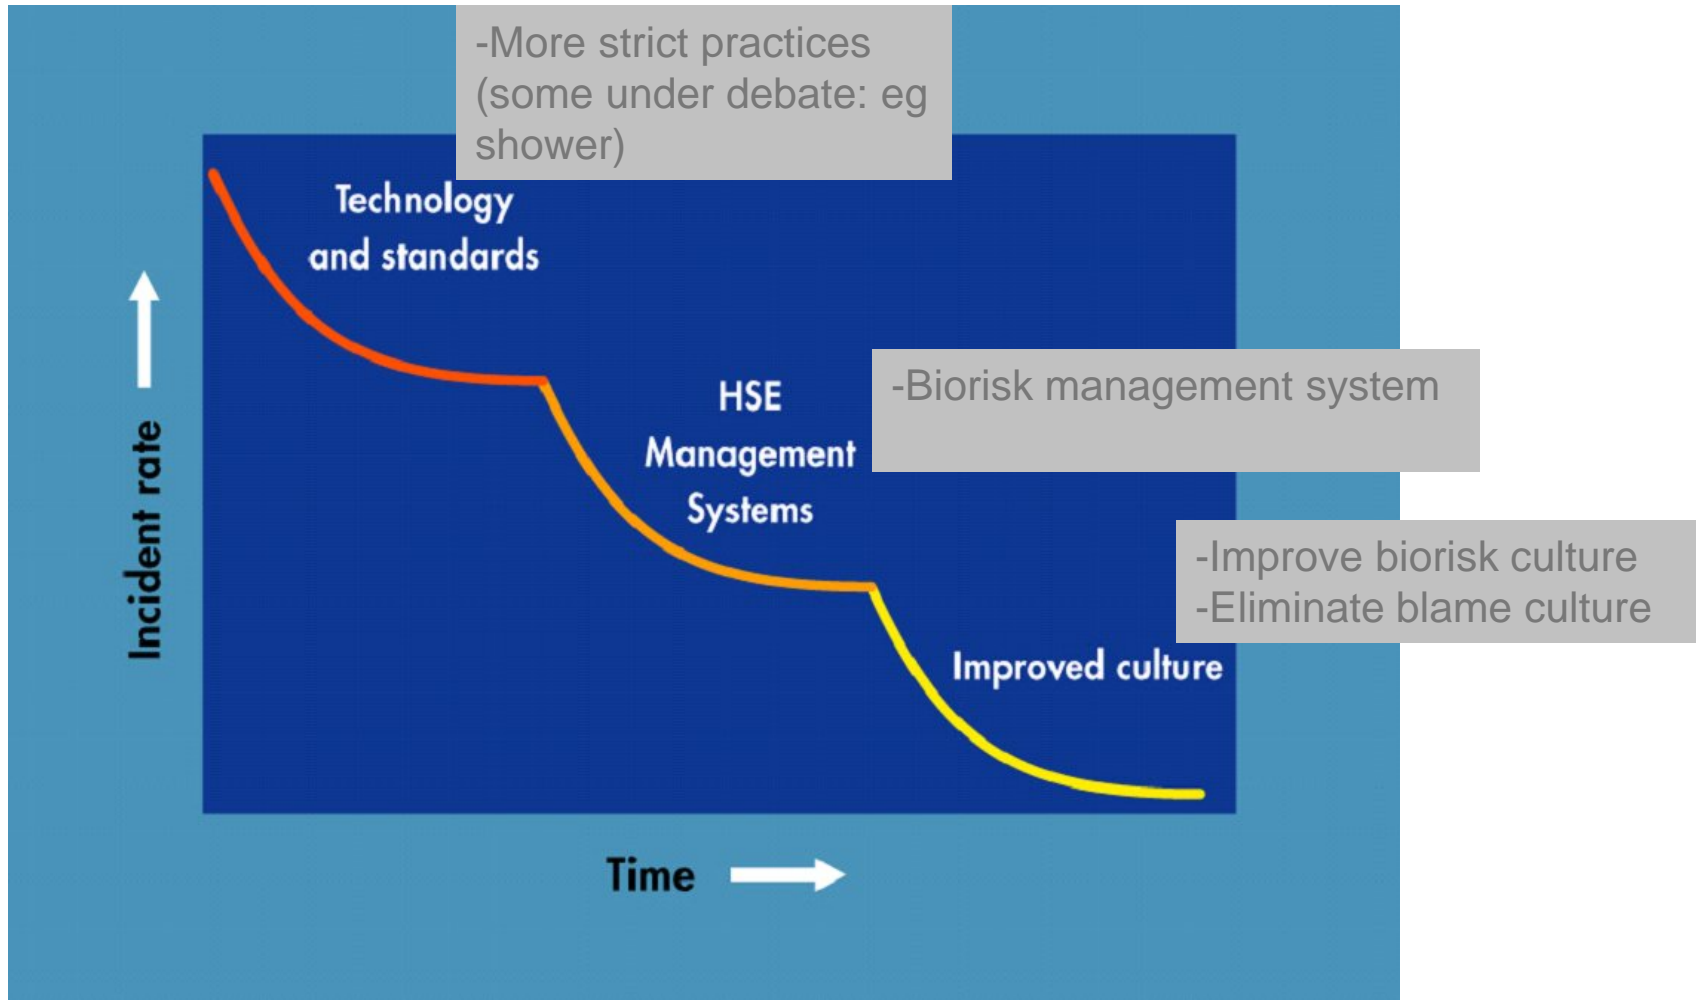 -More strict practices
(some under debate: eg
shower)
Technology
and standards
HSE
Management
Systems
-Biorisk management system
-Improve biorisk culture
-Eliminate blame culture
Improved culture
Incident rate
Time